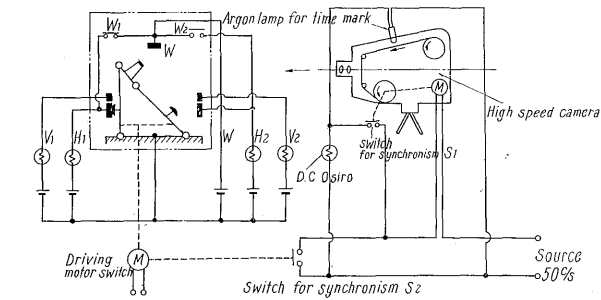 Argon lamp for time mark
W1
W2
W
M
High speed camera
V1
H1
W
H2
V2
Switch
for synchronism S1
D.C Osiro
Driving
motor switch
M
Switch for synchronism S2
Source
50c/s